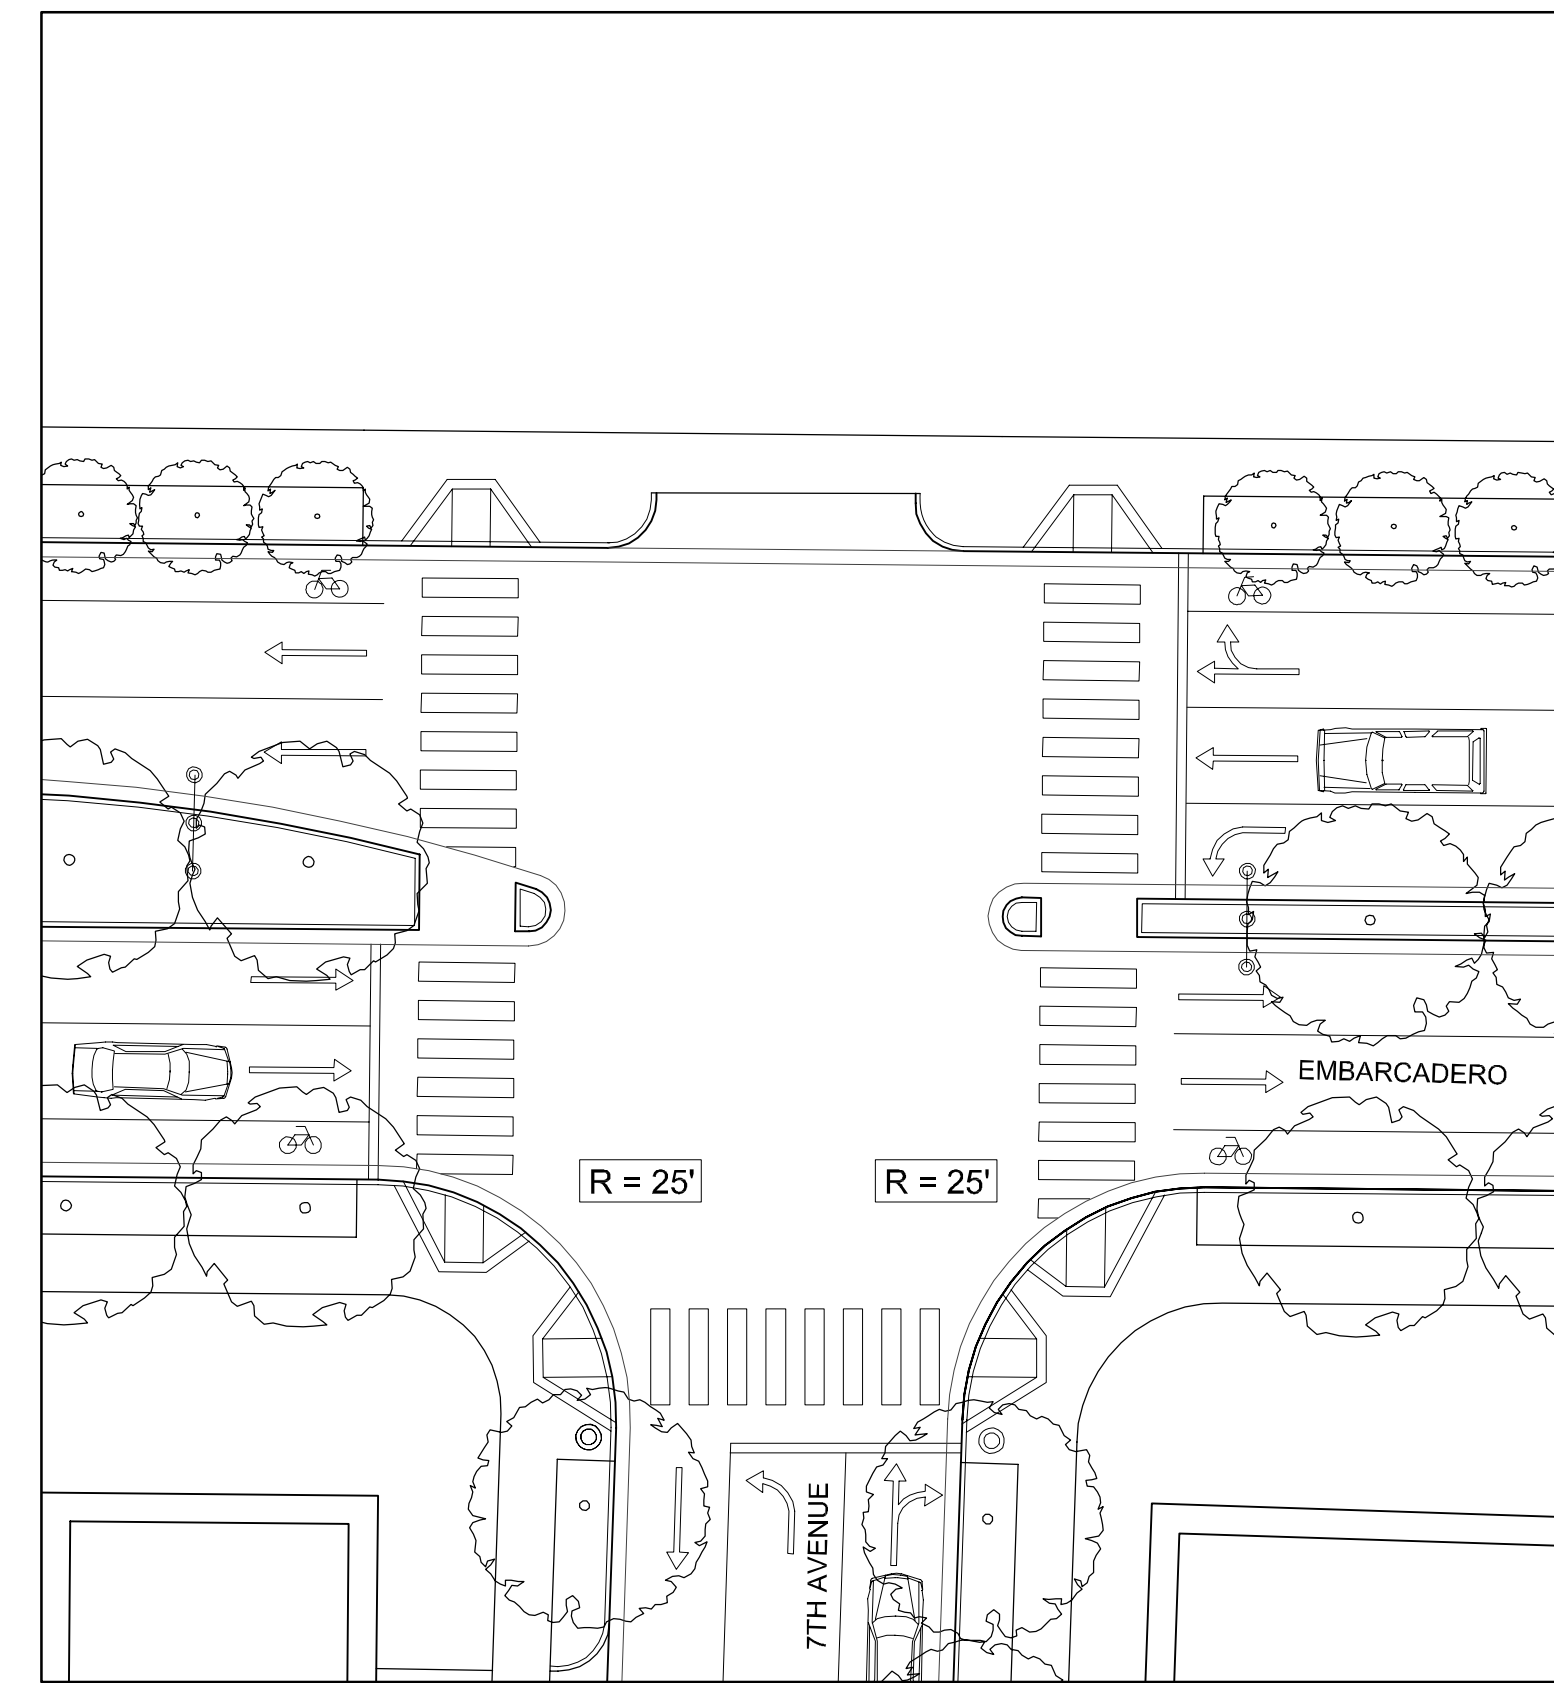 EMBARCADERO
R = 25'
R = 25'
7TH AVENUE